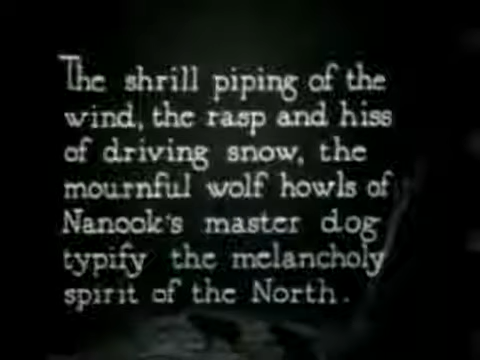 The shrill piping of the
wind, the rasp and hiss
of driving snow, the
mournful wolf howls of
Nanook's master dog
typify the melancholy
spirit of the North.